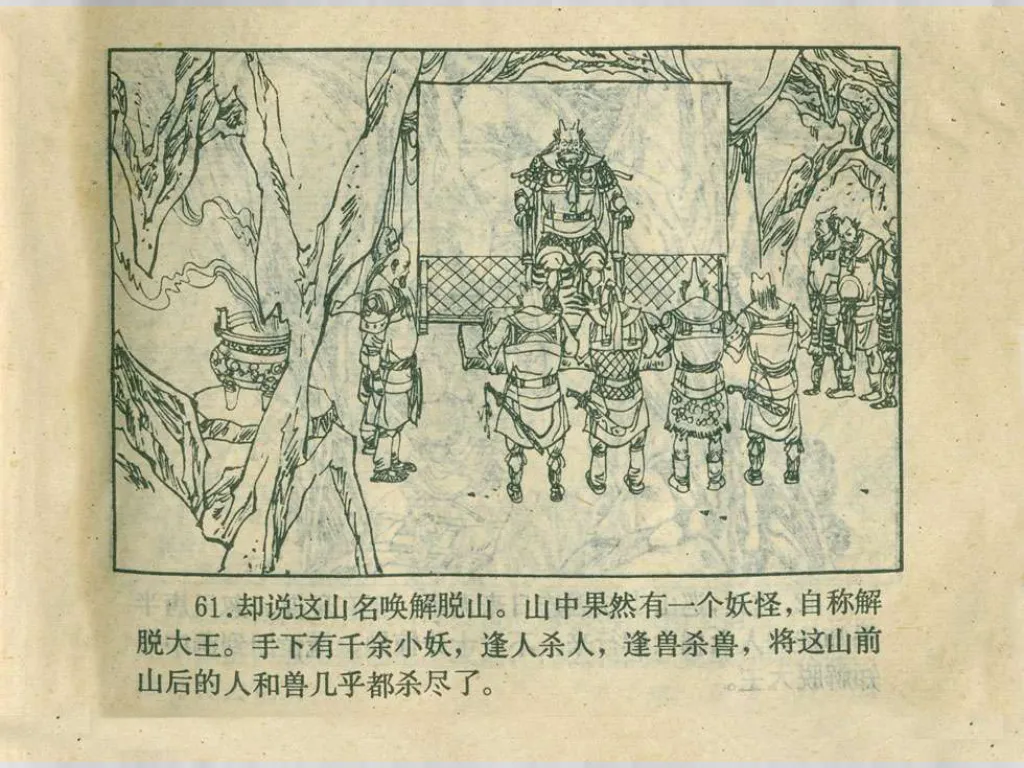 61.却说这山名唤解脱山。山中果然有一个妖怪，自称解
脱大王。手下有千余小妖，逢人杀人，逢兽杀兽，将这山前
山后的人和兽几乎都杀尽了。